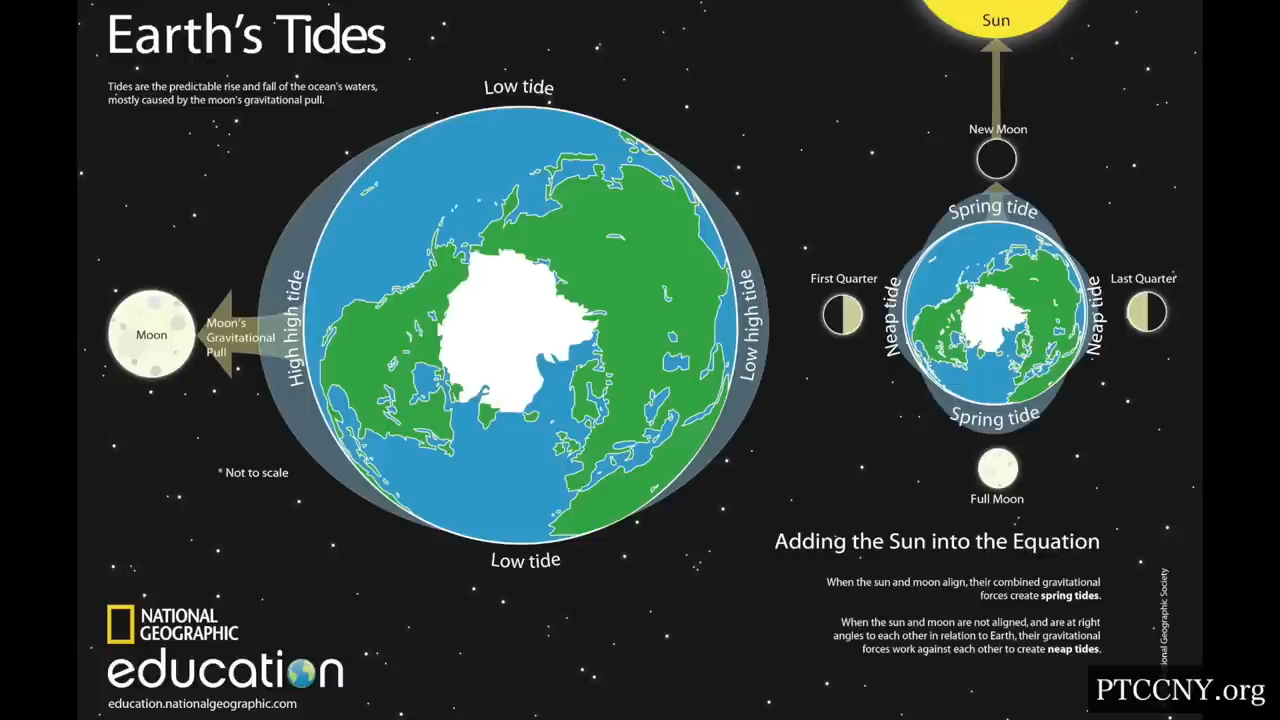 Earth's Tides
Tides are the predictable rise and fall of the ocean's waters,
mostly caused by the moon's gravitational pull.
Low tide
Moon
Moon's
Gravitational
Pull
High high tide
Low high tide
* Not to scale
Low tide
NATIONAL
GEOGRAPHIC
education
education.nationalgeographic.com
Sun
New Moon
Spring tide
First Quarter
Neap tide
Neap tide
Last Quarter
Spring tide
Full Moon
Adding the Sun into the Equation
When the sun and moon align, their combined gravitational
forces create spring tides.
When the sun and moon are not aligned, and are at right
angles to each other in relation to Earth, their gravitational
forces work against each other to create neap tides.
Geographic Society
PTCCNY.org